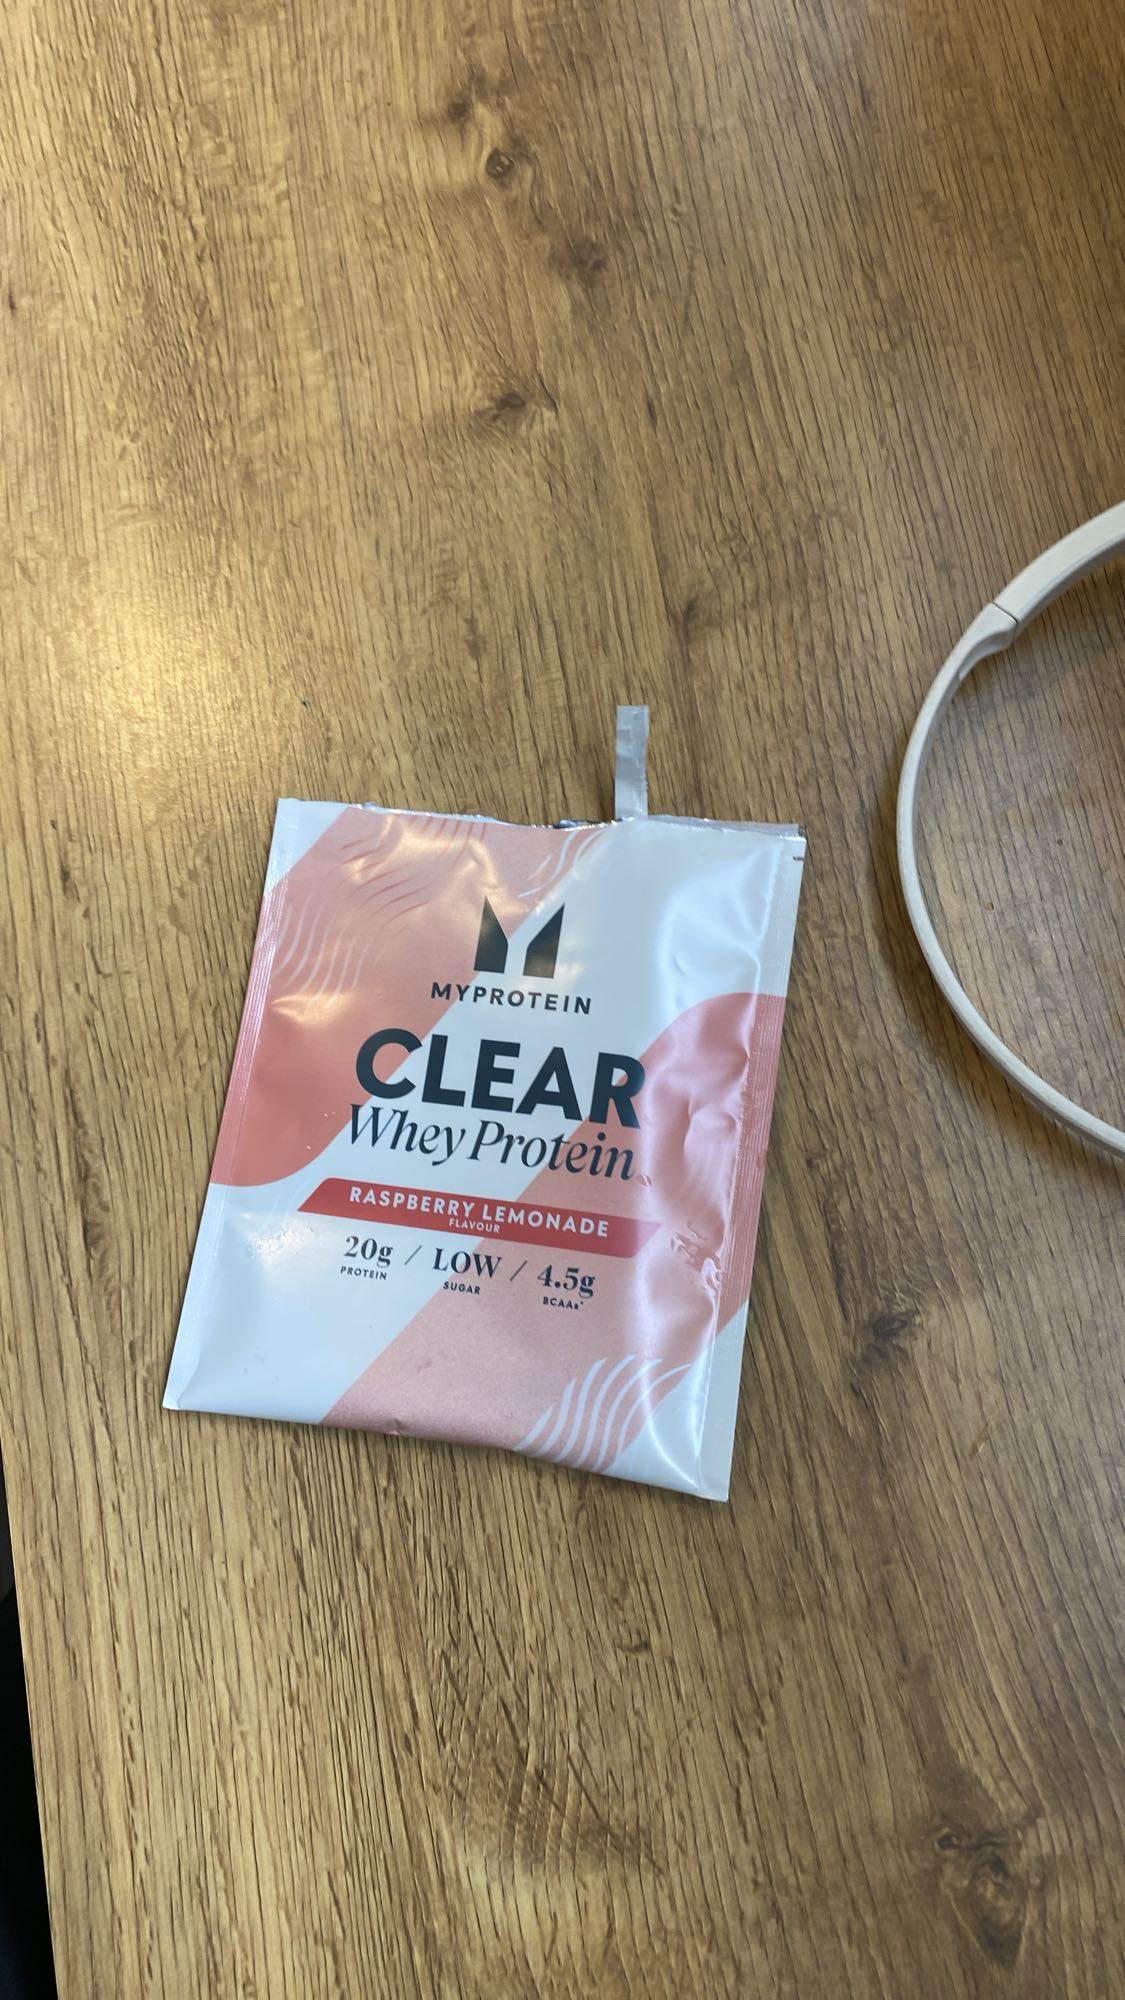 MYPROTEIN
CLEAR
Whey Protein
RASPBERRY LEMONADE
FLAVOUR
20g / LOW / 4.5g
PROTEIN SUGAR BCAAs*